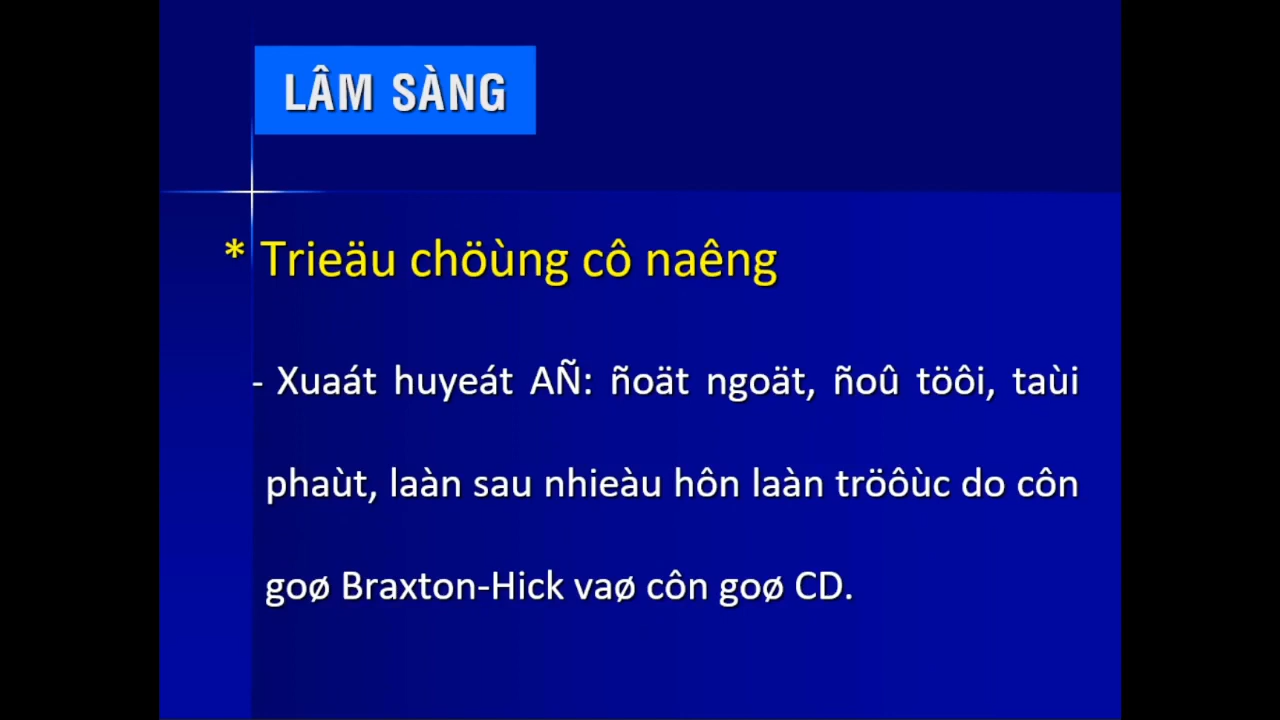 LÂM SÀNG
* Trieäu chöùng cô naêng
- Xuaát huyeát AÑ: ñoät ngoät, ñoû töôi, taùi
phaùt, laàn sau nhieàu hôn laàn tröôùc do côn
goø Braxton-Hick vaø côn goø CD.